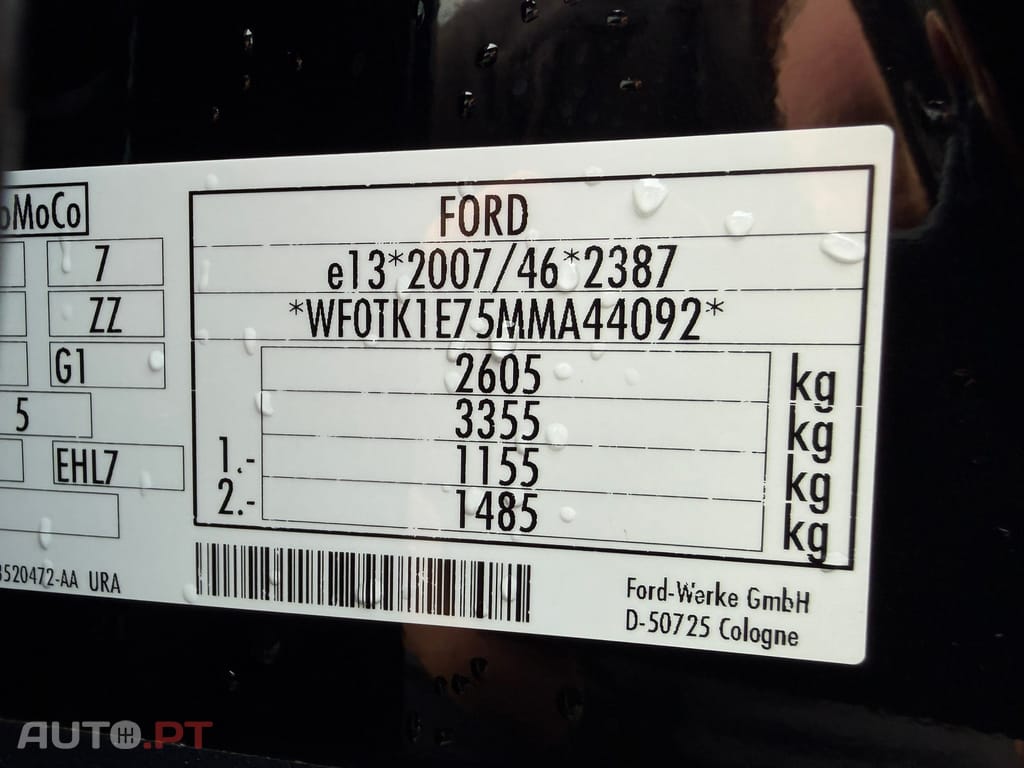 oMoCo
7
ZZ
G1
5
EHL7
520472-AA URA
FORD
e13*2007/46*2387
*WF0TK1E75MMA44092*
2605 kg
3355 kg
1.- 1155 kg
2.- 1485 kg
Ford-Werke GmbH
D-50725 Cologne
AUTO.PT